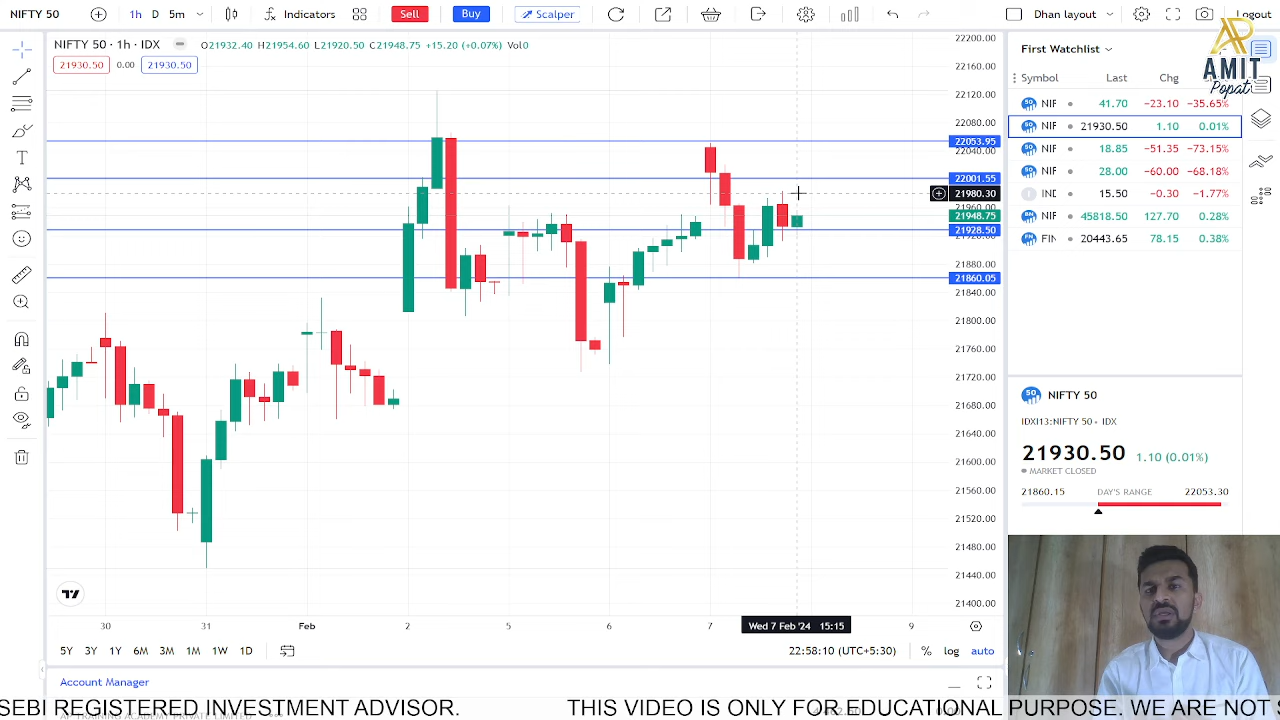 NIFTY 50
1h D 5m
Indicators
Sell
Buy
Scalper
Dhan layout
Logout
NIFTY 50 · 1h · IDX
O21932.40 H21954.60 L21920.50 C21948.75 +15.20 (+0.07%) Vol0
21930.50 0.00 21930.50
22200.00
22160.00
22120.00
22080.00
22053.95
22040.00
22001.55
21980.30
21960.00
21948.75
21928.50
21880.00
21860.05
21840.00
21800.00
21760.00
21720.00
21680.00
21640.00
21600.00
21560.00
21520.00
21480.00
21440.00
21400.00
30 31 Feb 2 5 6 7 9
Wed 7 Feb '24 15:15
5Y 3Y 1Y 6M 3M 1M 1W 1D
22:58:10 (UTC+5:30) % log auto
Account Manager
First Watchlist
AP
AMIT
Popat
Symbol Last Chg
NIF 41.70 −23.10 −35.65%
NIF 21930.50 1.10 0.01%
NIF 18.85 −51.35 −73.15%
NIF 28.00 −60.00 −68.18%
INC 15.50 −0.30 −1.77%
NIF 45818.50 127.70 0.28%
FIN 20443.65 78.15 0.38%
NIFTY 50
IDXI13:NIFTY 50 • IDX
21930.50 1.10 (0.01%)
MARKET CLOSED
21860.15 DAY'S RANGE 22053.30
SEBI REGISTERED INVESTMENT ADVISOR. THIS VIDEO IS ONLY FOR EDUCATIONAL PURPOSE. WE ARE NOT